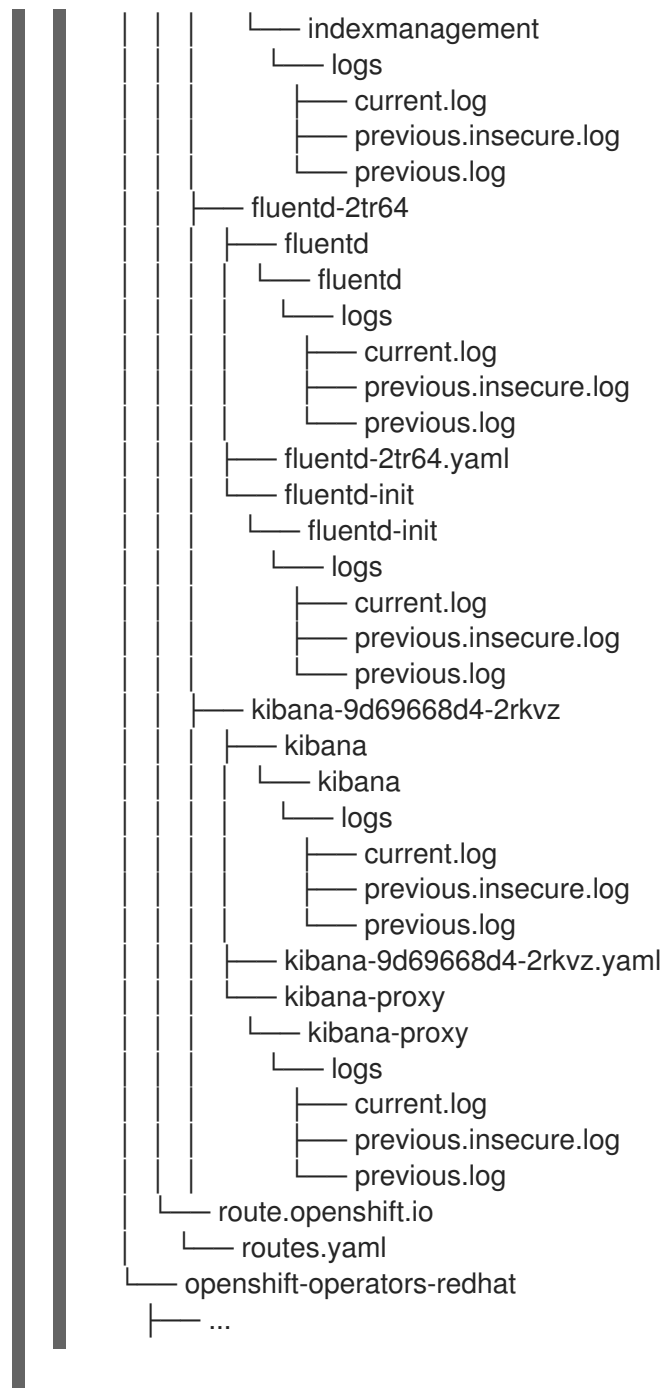 │ │ │ └── indexmanagement
│ │ │ └── logs
│ │ │ ├── current.log
│ │ │ ├── previous.insecure.log
│ │ │ └── previous.log
│ │ ├── fluentd-2tr64
│ │ │ ├── fluentd
│ │ │ │ └── fluentd
│ │ │ │ └── logs
│ │ │ │ ├── current.log
│ │ │ │ ├── previous.insecure.log
│ │ │ │ └── previous.log
│ │ │ ├── fluentd-2tr64.yaml
│ │ │ └── fluentd-init
│ │ │ └── fluentd-init
│ │ │ └── logs
│ │ │ ├── current.log
│ │ │ ├── previous.insecure.log
│ │ │ └── previous.log
│ │ ├── kibana-9d69668d4-2rkvz
│ │ │ ├── kibana
│ │ │ │ └── kibana
│ │ │ │ └── logs
│ │ │ │ ├── current.log
│ │ │ │ ├── previous.insecure.log
│ │ │ │ └── previous.log
│ │ │ ├── kibana-9d69668d4-2rkvz.yaml
│ │ │ └── kibana-proxy
│ │ │ └── kibana-proxy
│ │ │ └── logs
│ │ │ ├── current.log
│ │ │ ├── previous.insecure.log
│ │ │ └── previous.log
│ └── route.openshift.io
│ └── routes.yaml
└── openshift-operators-redhat
├── ...